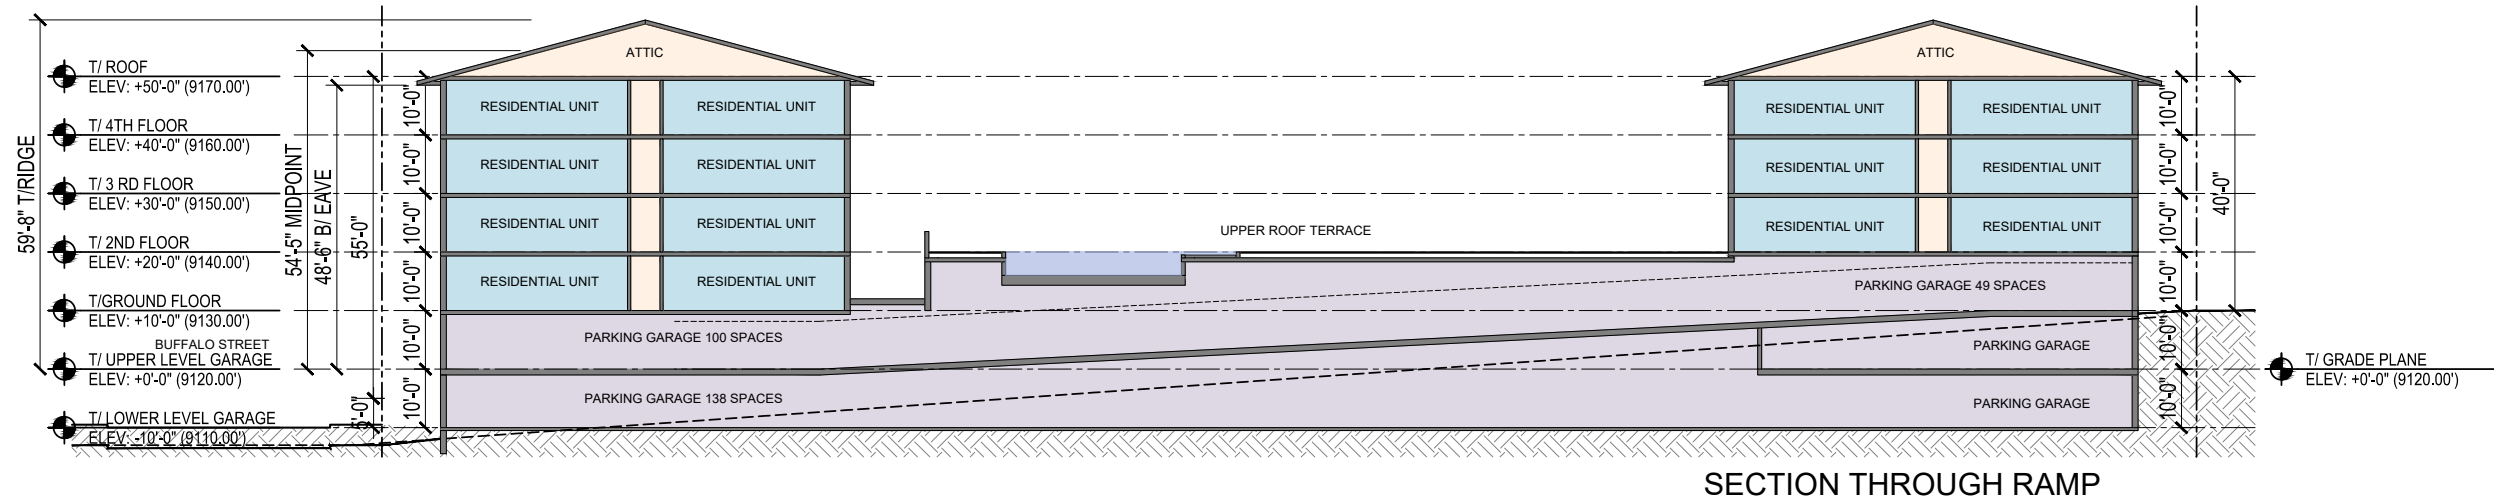 T/ ROOF
ELEV: +50'-0" (9170.00')
T/ 4TH FLOOR
ELEV: +40'-0" (9160.00')
T/ 3 RD FLOOR
ELEV: +30'-0" (9150.00')
T/ 2ND FLOOR
ELEV: +20'-0" (9140.00')
T/GROUND FLOOR
ELEV: +10'-0" (9130.00')
BUFFALO STREET
T/ UPPER LEVEL GARAGE
ELEV: +0'-0" (9120.00')
T/ LOWER LEVEL GARAGE
ELEV: -10'-0" (9110.00')
59'-8" T/RIDGE
54'-5" MIDPOINT
48'-6" B/ EAVE
55'-0"
5'-0"
10'-0"
10'-0"
10'-0"
10'-0"
10'-0"
10'-0"
ATTIC
RESIDENTIAL UNIT
RESIDENTIAL UNIT
RESIDENTIAL UNIT
RESIDENTIAL UNIT
RESIDENTIAL UNIT
RESIDENTIAL UNIT
RESIDENTIAL UNIT
RESIDENTIAL UNIT
PARKING GARAGE 100 SPACES
PARKING GARAGE 138 SPACES
UPPER ROOF TERRACE
ATTIC
RESIDENTIAL UNIT
RESIDENTIAL UNIT
RESIDENTIAL UNIT
RESIDENTIAL UNIT
RESIDENTIAL UNIT
RESIDENTIAL UNIT
PARKING GARAGE 49 SPACES
PARKING GARAGE
PARKING GARAGE
10'-0"
10'-0"
10'-0"
10'-0"
10'-0"
10'-0"
40'-0"
T/ GRADE PLANE
ELEV: +0'-0" (9120.00')
SECTION THROUGH RAMP